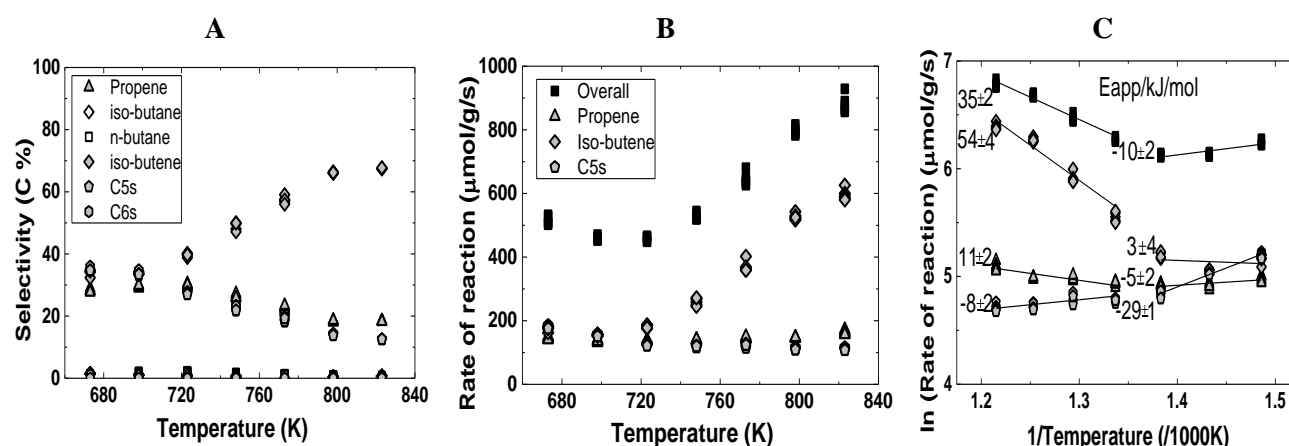 A
B
C
Selectivity (C %)
100
80
60
40
20
0
Propene
iso-butane
n-butane
iso-butene
C5s
C6s
680
720
760
800
840
Temperature (K)
Rate of reaction (µmol/g/s)
1000
800
600
400
200
0
Overall
Propene
Iso-butene
C5s
680
720
760
800
840
Temperature (K)
ln (Rate of reaction) (µmol/g/s)
7
6
5
4
Eapp/kJ/mol
35±2
54±4
-10±2
11±2
3±4
-5±2
-8±2
-29±1
1.2
1.3
1.4
1.5
1/Temperature (/1000K)